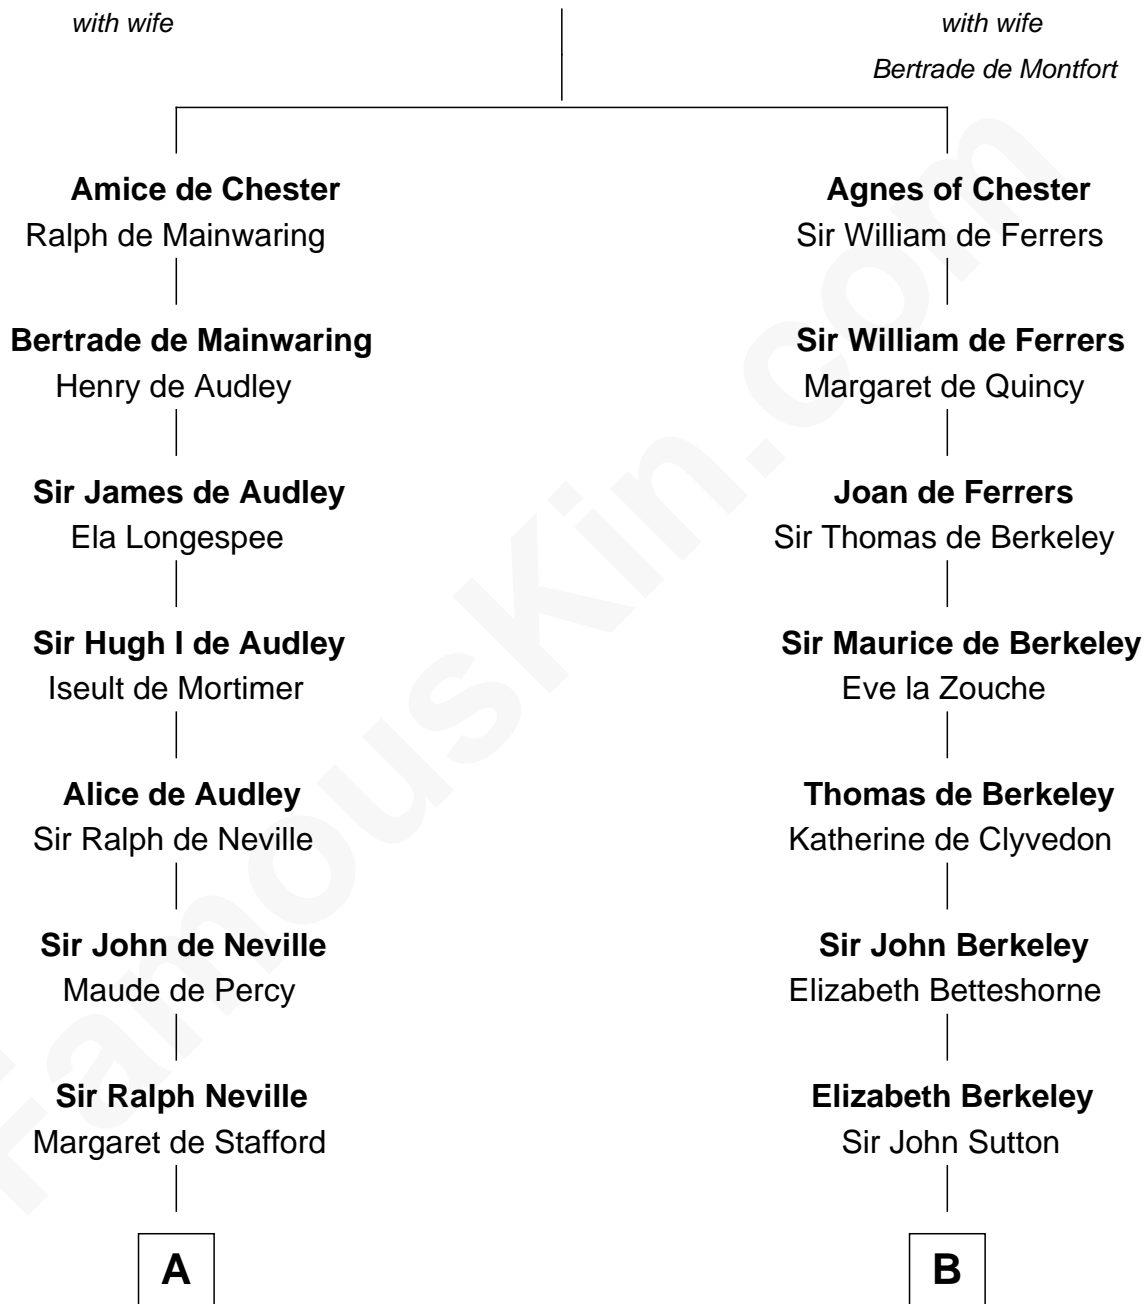 with wife
with wife
Bertrade de Montfort
Amice de Chester
Ralph de Mainwaring
Agnes of Chester
Sir William de Ferrers
Bertrade de Mainwaring
Henry de Audley
Sir William de Ferrers
Margaret de Quincy
Sir James de Audley
Ela Longespee
Joan de Ferrers
Sir Thomas de Berkeley
Sir Hugh I de Audley
Iseult de Mortimer
Sir Maurice de Berkeley
Eve la Zouche
Alice de Audley
Sir Ralph de Neville
Thomas de Berkeley
Katherine de Clyvedon
Sir John de Neville
Maude de Percy
Sir John Berkeley
Elizabeth Betteshorne
Sir Ralph Neville
Margaret de Stafford
Elizabeth Berkeley
Sir John Sutton
A
B
FamousKin.com